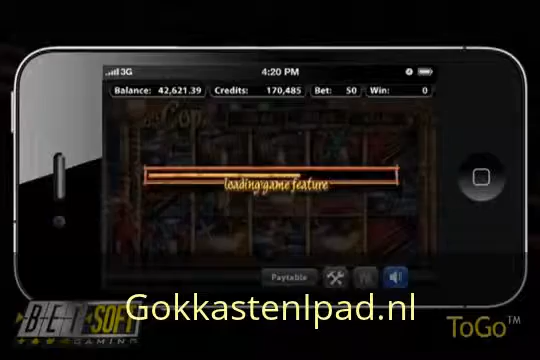 3G 4:20 PM
Balance: 42,621.39 Credits: 170,485 Bet: 50 Win: 0
loading game feature
Paytable
BETSOFT
GAMING
GokkastenIpad.nl
ToGo™